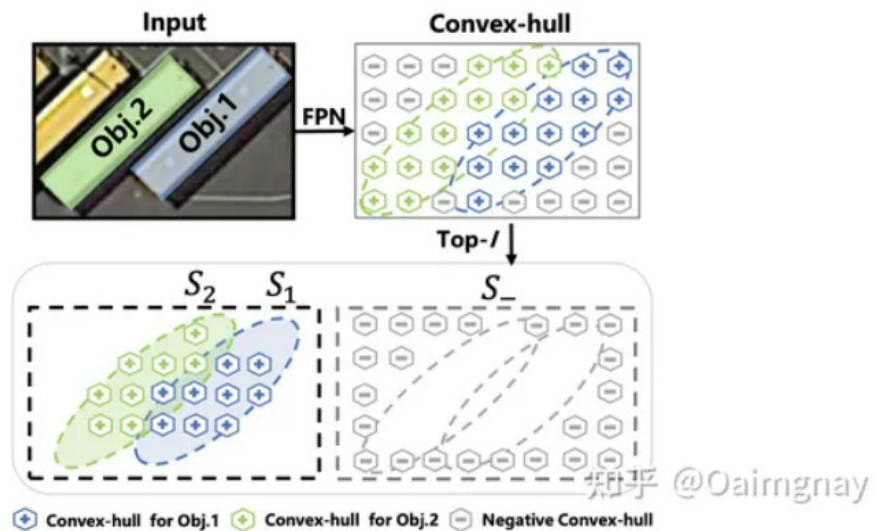 Input
Convex-hull
Obj.2
Obj.1
FPN
Top-l
S₂ S₁
S₋
知乎 @Oaimgnay
Convex-hull for Obj.1 Convex-hull for Obj.2 Negative Convex-hull